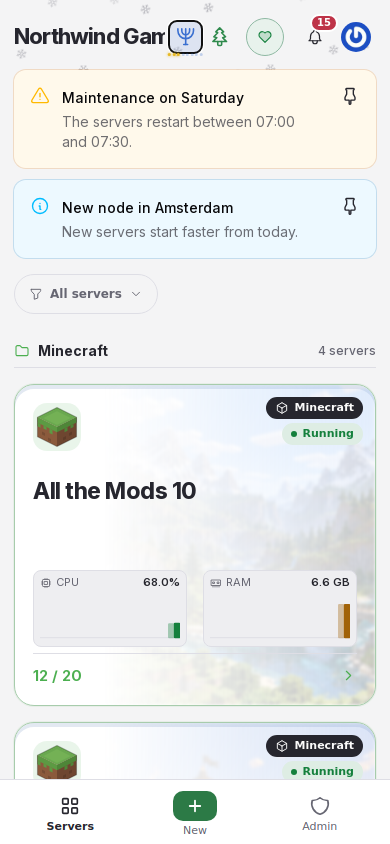 Northwind Gam
15
Maintenance on Saturday
The servers restart between 07:00
and 07:30.
New node in Amsterdam
New servers start faster from today.
All servers
Minecraft
4 servers
Minecraft
Running
All the Mods 10
CPU
68.0%
RAM
6.6 GB
12 / 20
Minecraft
Running
Servers
New
Admin